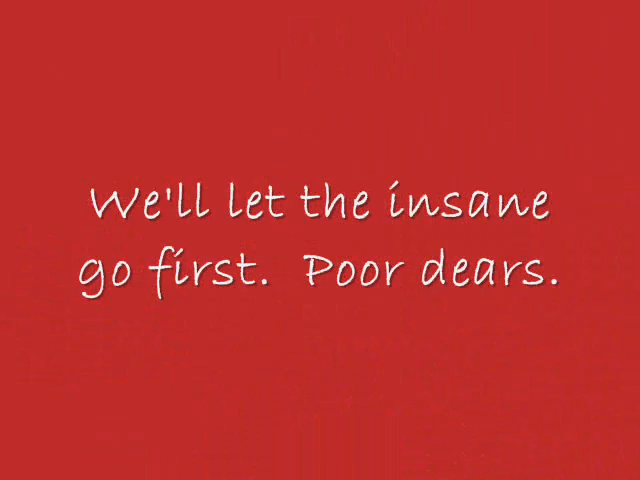 We'll let the insane
go first.  Poor dears.